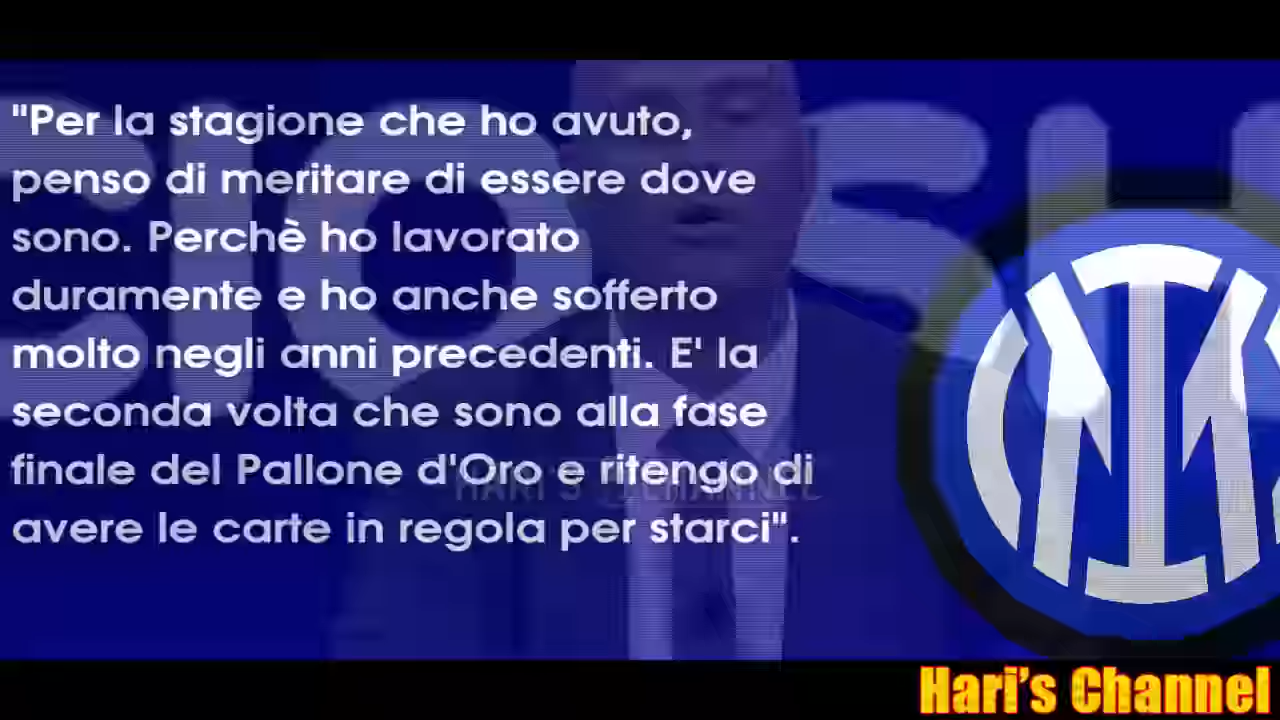 "Per la stagione che ho avuto,
penso di meritare di essere dove
sono. Perchè ho lavorato
duramente e ho anche sofferto
molto negli anni precedenti. E' la
seconda volta che sono alla fase
finale del Pallone d'Oro e ritengo di
avere le carte in regola per starci".
HARI'S CHANNEL
Hari's Channel